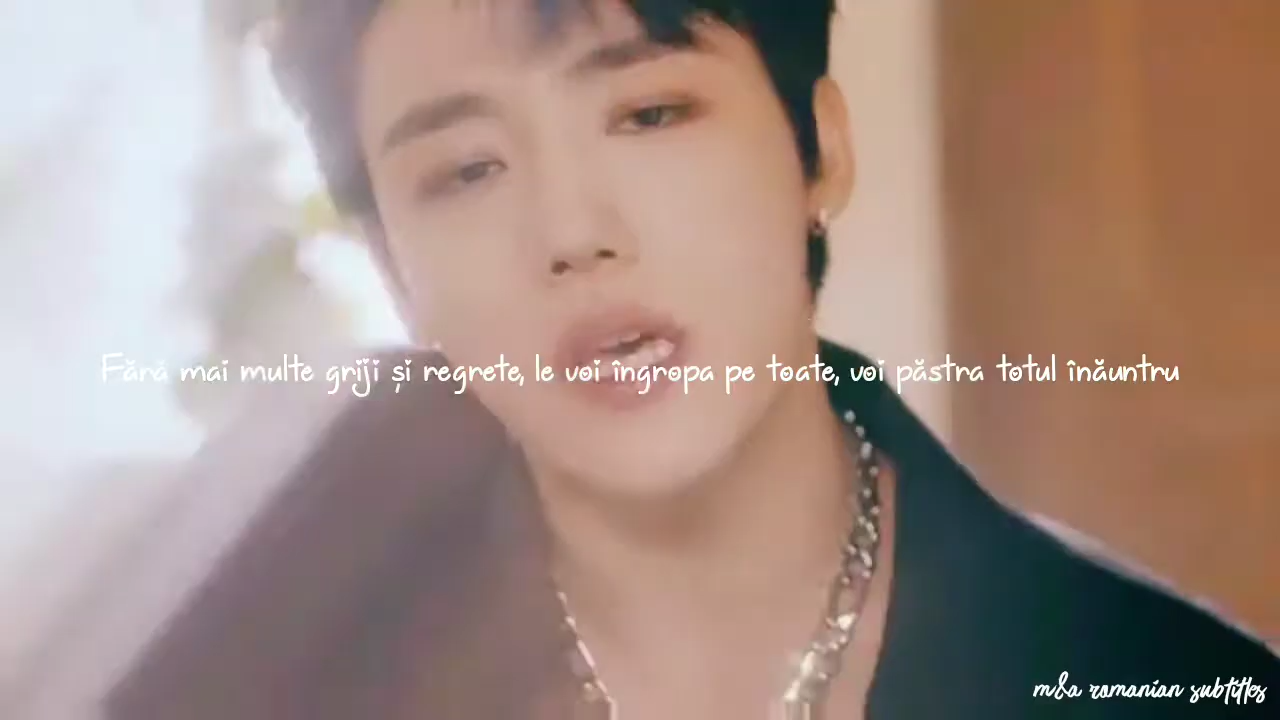 Fără mai multe griji și regrete, le voi îngropa pe toate, voi păstra totul înăuntru
m&a romanian subtitles